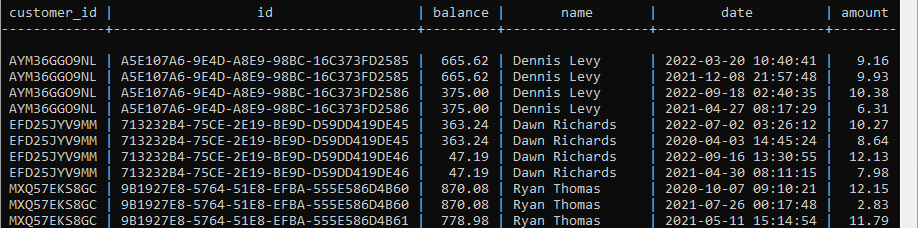 customer_id | id | balance | name | date | amount
-------------+--------------------------------------+---------+---------------+---------------------+--------
AYM36GGO9NL | A5E107A6-9E4D-A8E9-98BC-16C373FD2585 | 665.62 | Dennis Levy | 2022-03-20 10:40:41 | 9.16
AYM36GGO9NL | A5E107A6-9E4D-A8E9-98BC-16C373FD2585 | 665.62 | Dennis Levy | 2021-12-08 21:57:48 | 9.93
AYM36GGO9NL | A5E107A6-9E4D-A8E9-98BC-16C373FD2586 | 375.00 | Dennis Levy | 2022-09-18 02:40:35 | 10.38
AYM36GGO9NL | A5E107A6-9E4D-A8E9-98BC-16C373FD2586 | 375.00 | Dennis Levy | 2021-04-27 08:17:29 | 6.31
EFD25JYV9MM | 713232B4-75CE-2E19-BE9D-D59DD419DE45 | 363.24 | Dawn Richards | 2022-07-02 03:26:12 | 10.27
EFD25JYV9MM | 713232B4-75CE-2E19-BE9D-D59DD419DE45 | 363.24 | Dawn Richards | 2020-04-03 14:45:24 | 8.64
EFD25JYV9MM | 713232B4-75CE-2E19-BE9D-D59DD419DE46 | 47.19 | Dawn Richards | 2022-09-16 13:30:55 | 12.13
EFD25JYV9MM | 713232B4-75CE-2E19-BE9D-D59DD419DE46 | 47.19 | Dawn Richards | 2021-04-30 08:11:15 | 7.98
MXQ57EKS8GC | 9B1927E8-5764-51E8-EFBA-555E586D4B60 | 870.08 | Ryan Thomas | 2020-10-07 09:10:21 | 12.15
MXQ57EKS8GC | 9B1927E8-5764-51E8-EFBA-555E586D4B60 | 870.08 | Ryan Thomas | 2021-07-26 00:17:48 | 2.83
MXQ57EKS8GC | 9B1927E8-5764-51E8-EFBA-555E586D4B61 | 778.98 | Ryan Thomas | 2021-05-11 15:14:54 | 11.79